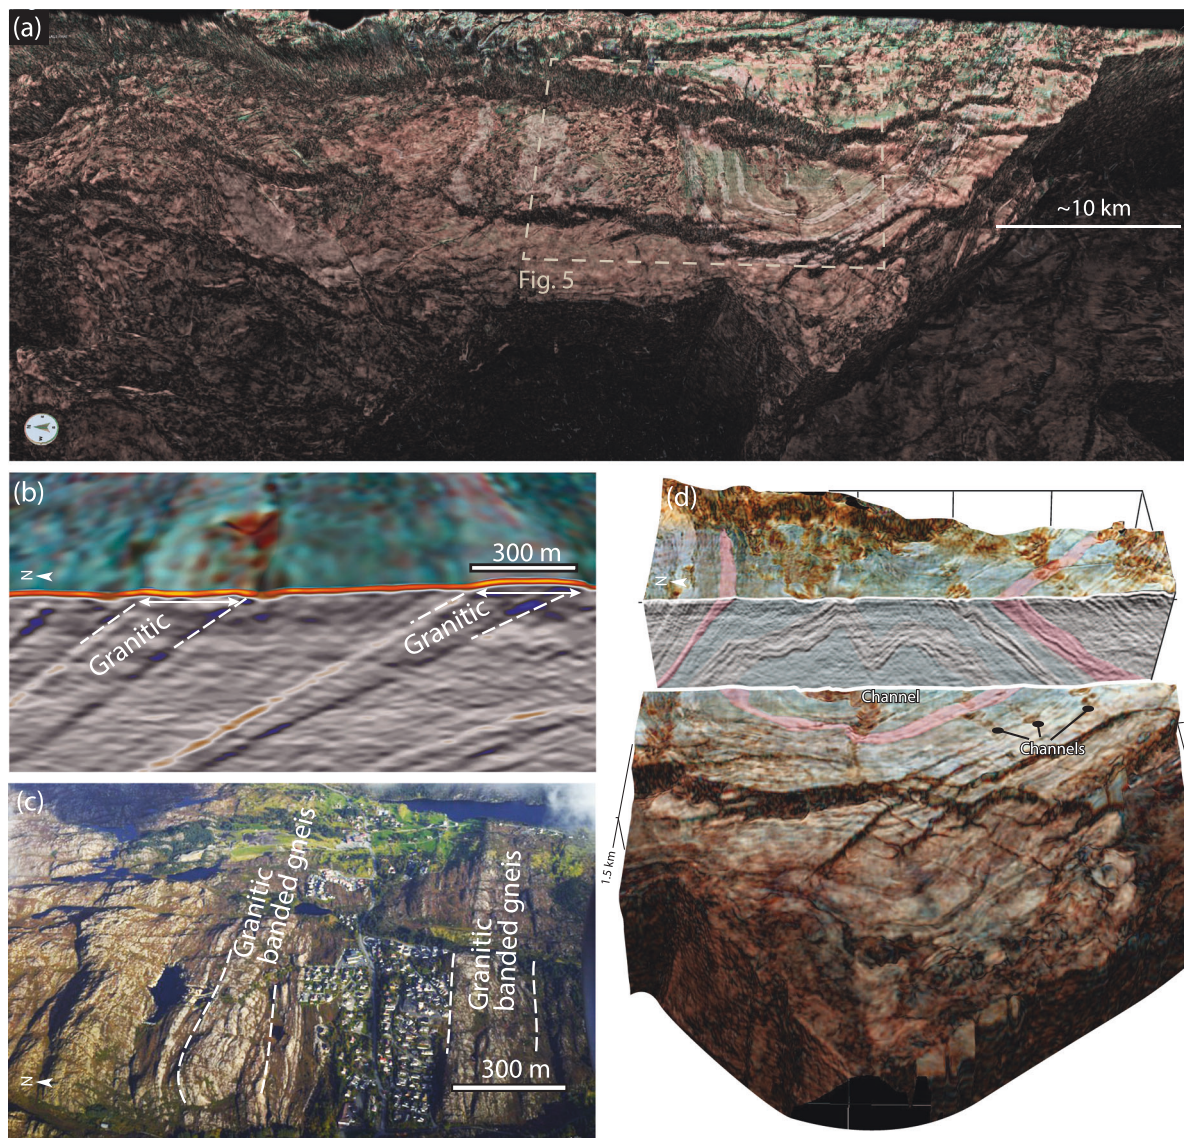 (a)
~10 km
Fig. 5
(b)
300 m
N
Granitic
Granitic
(c)
Granitic
banded gneis
Granitic
banded gneis
N
300 m
(d)
N
Channel
Channels
1.5 km